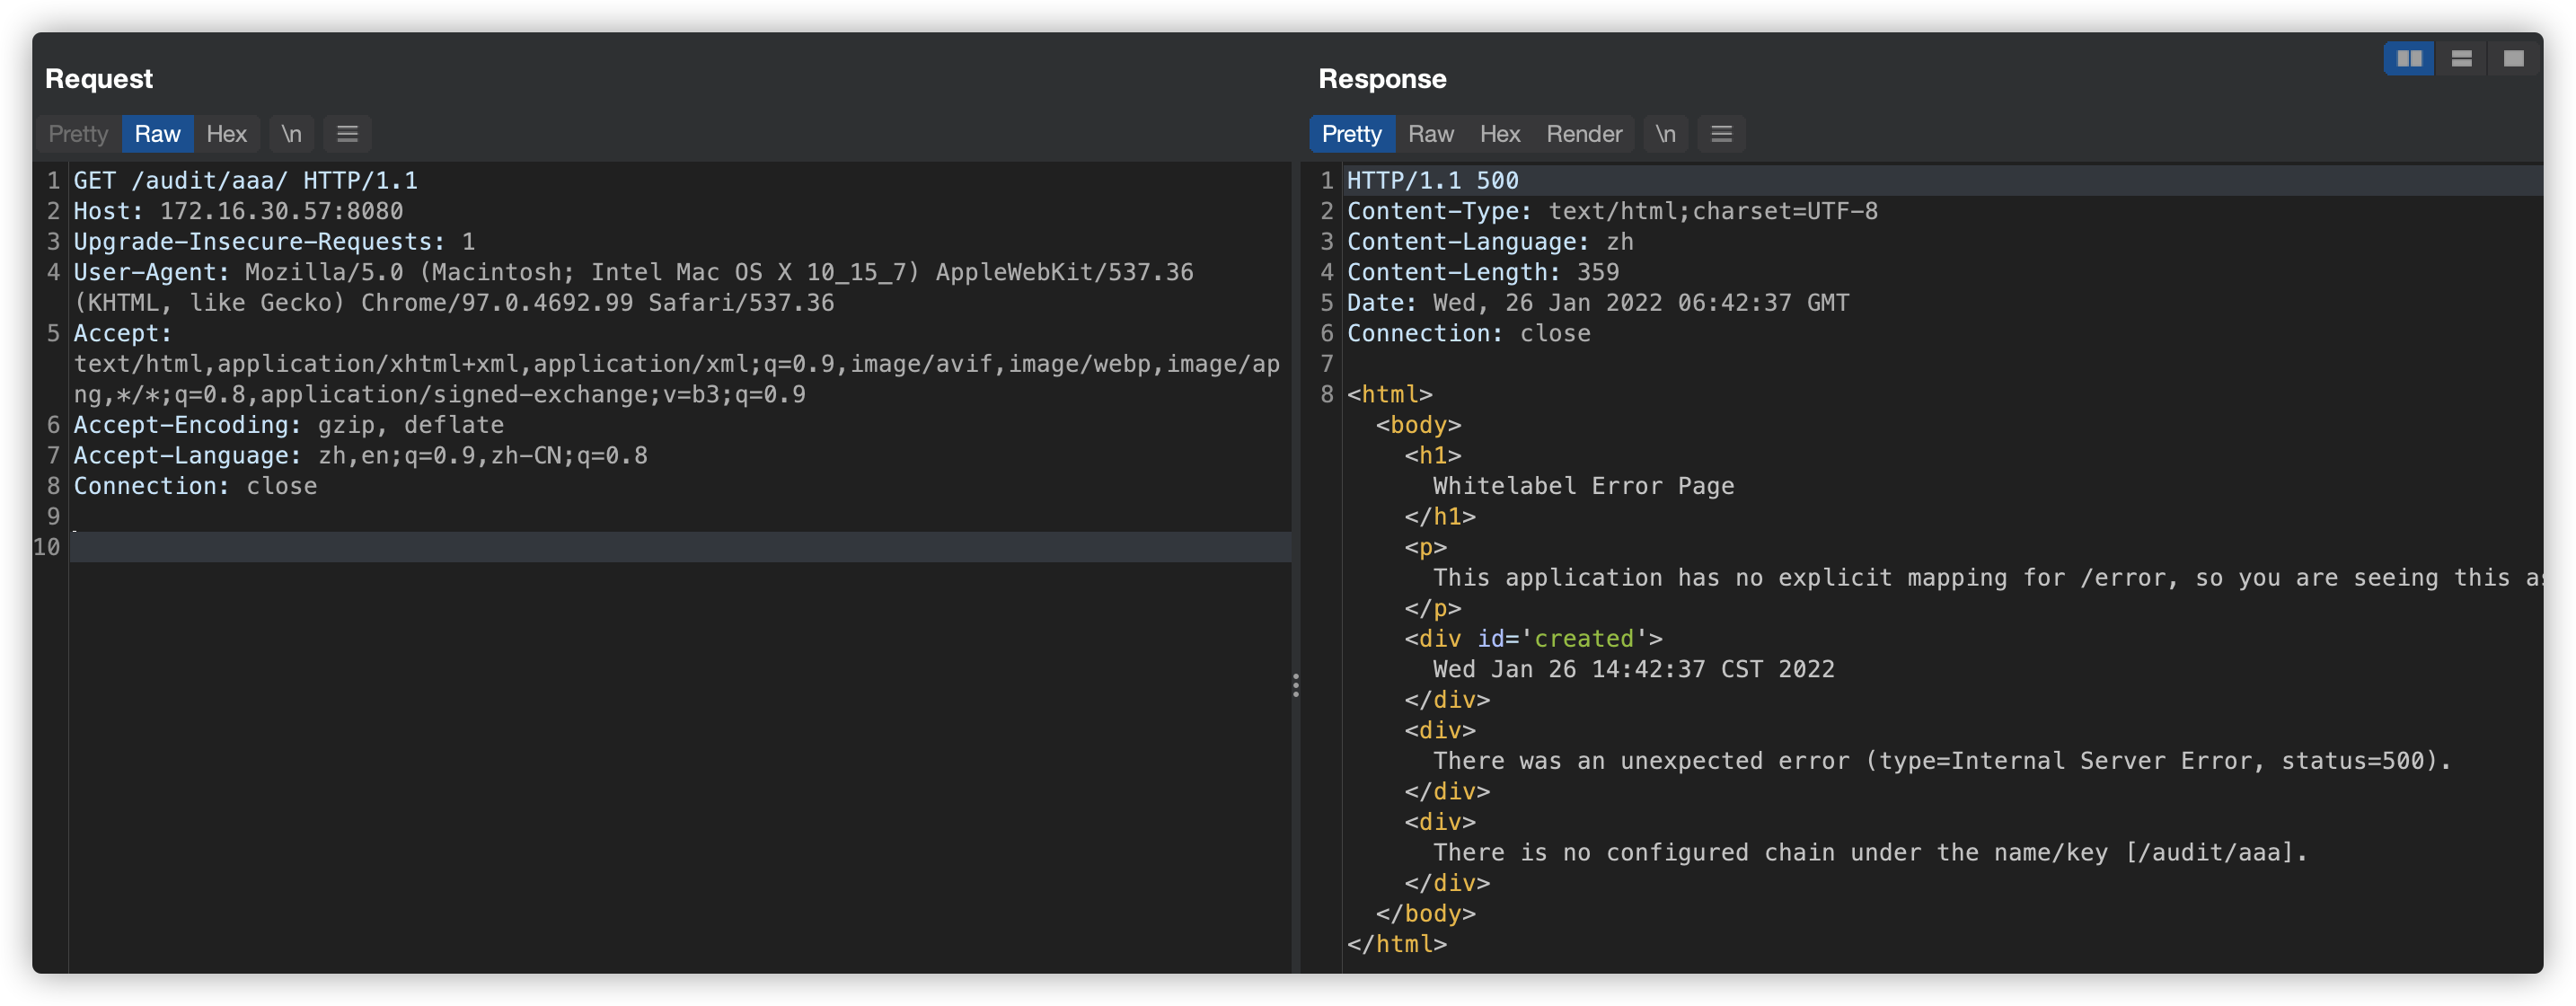 Request
Pretty Raw Hex \n
1 GET /audit/aaa/ HTTP/1.1
2 Host: 172.16.30.57:8080
3 Upgrade-Insecure-Requests: 1
4 User-Agent: Mozilla/5.0 (Macintosh; Intel Mac OS X 10_15_7) AppleWebKit/537.36
(KHTML, like Gecko) Chrome/97.0.4692.99 Safari/537.36
5 Accept:
text/html,application/xhtml+xml,application/xml;q=0.9,image/avif,image/webp,image/ap
ng,*/*;q=0.8,application/signed-exchange;v=b3;q=0.9
6 Accept-Encoding: gzip, deflate
7 Accept-Language: zh,en;q=0.9,zh-CN;q=0.8
8 Connection: close
9
10
Response
Pretty Raw Hex Render \n
1 HTTP/1.1 500
2 Content-Type: text/html;charset=UTF-8
3 Content-Language: zh
4 Content-Length: 359
5 Date: Wed, 26 Jan 2022 06:42:37 GMT
6 Connection: close
7
8 <html>
<body>
<h1>
Whitelabel Error Page
</h1>
<p>
This application has no explicit mapping for /error, so you are seeing this
</p>
<div id='created'>
Wed Jan 26 14:42:37 CST 2022
</div>
<div>
There was an unexpected error (type=Internal Server Error, status=500).
</div>
<div>
There is no configured chain under the name/key [/audit/aaa].
</div>
</body>
</html>